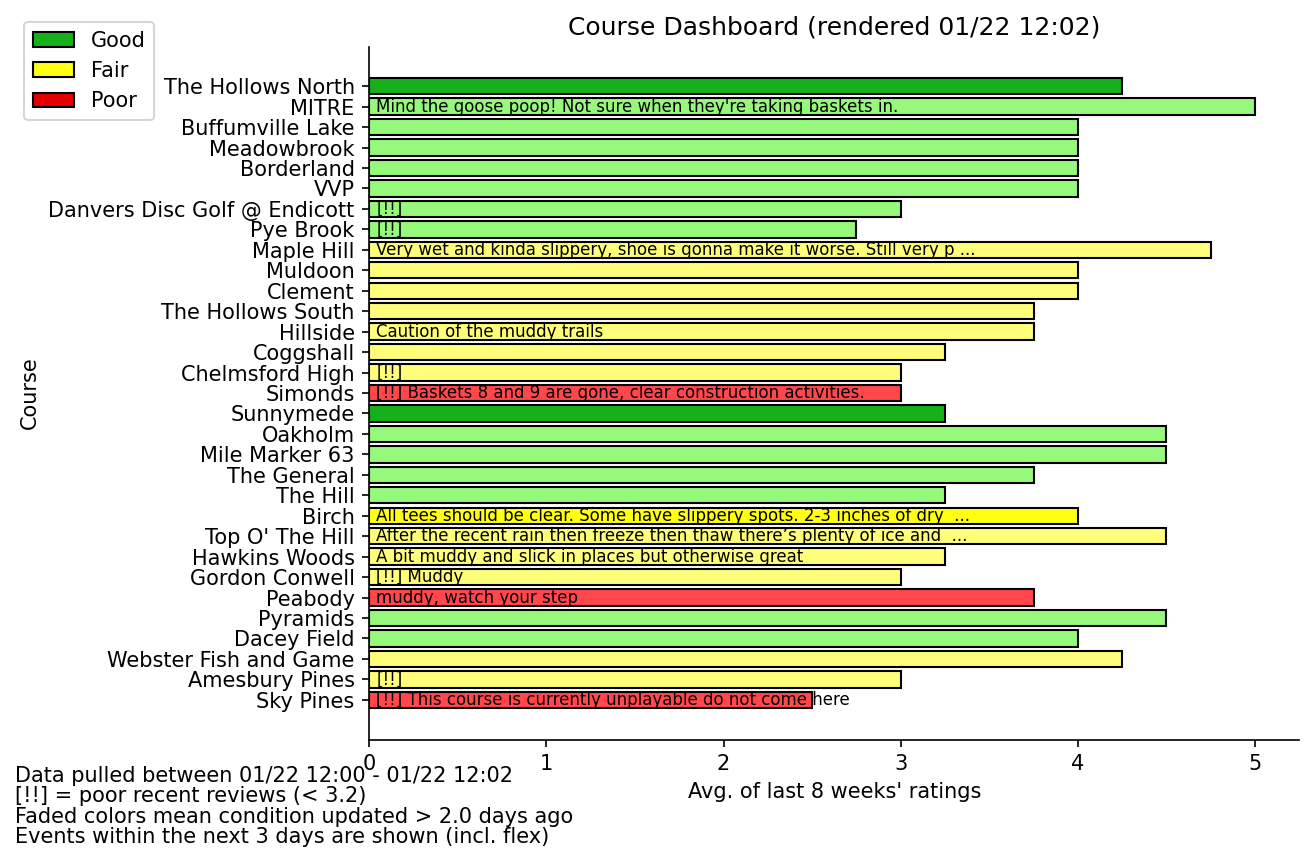 Course Dashboard (rendered 01/22 12:02)
Good
Fair
Poor
The Hollows North
MITRE Mind the goose poop! Not sure when they're taking baskets in.
Buffumville Lake
Meadowbrook
Borderland
VVP
Danvers Disc Golf @ Endicott [!!]
Pye Brook [!!]
Maple Hill Very wet and kinda slippery, shoe is gonna make it worse. Still very p ...
Muldoon
Clement
The Hollows South
Hillside Caution of the muddy trails
Coggshall
Chelmsford High [!!]
Simonds [!!] Baskets 8 and 9 are gone, clear construction activities.
Sunnymede
Oakholm
Mile Marker 63
The General
The Hill
Birch All tees should be clear. Some have slippery spots. 2-3 inches of dry ...
Top O' The Hill After the recent rain then freeze then thaw there’s plenty of ice and ...
Hawkins Woods A bit muddy and slick in places but otherwise great
Gordon Conwell [!!] Muddy
Peabody muddy, watch your step
Pyramids
Dacey Field
Webster Fish and Game
Amesbury Pines [!!]
Sky Pines [!!] This course is currently unplayable do not come here
Course
0 1 2 3 4 5
Avg. of last 8 weeks' ratings
Data pulled between 01/22 12:00 - 01/22 12:02
[!!] = poor recent reviews (< 3.2)
Faded colors mean condition updated > 2.0 days ago
Events within the next 3 days are shown (incl. flex)